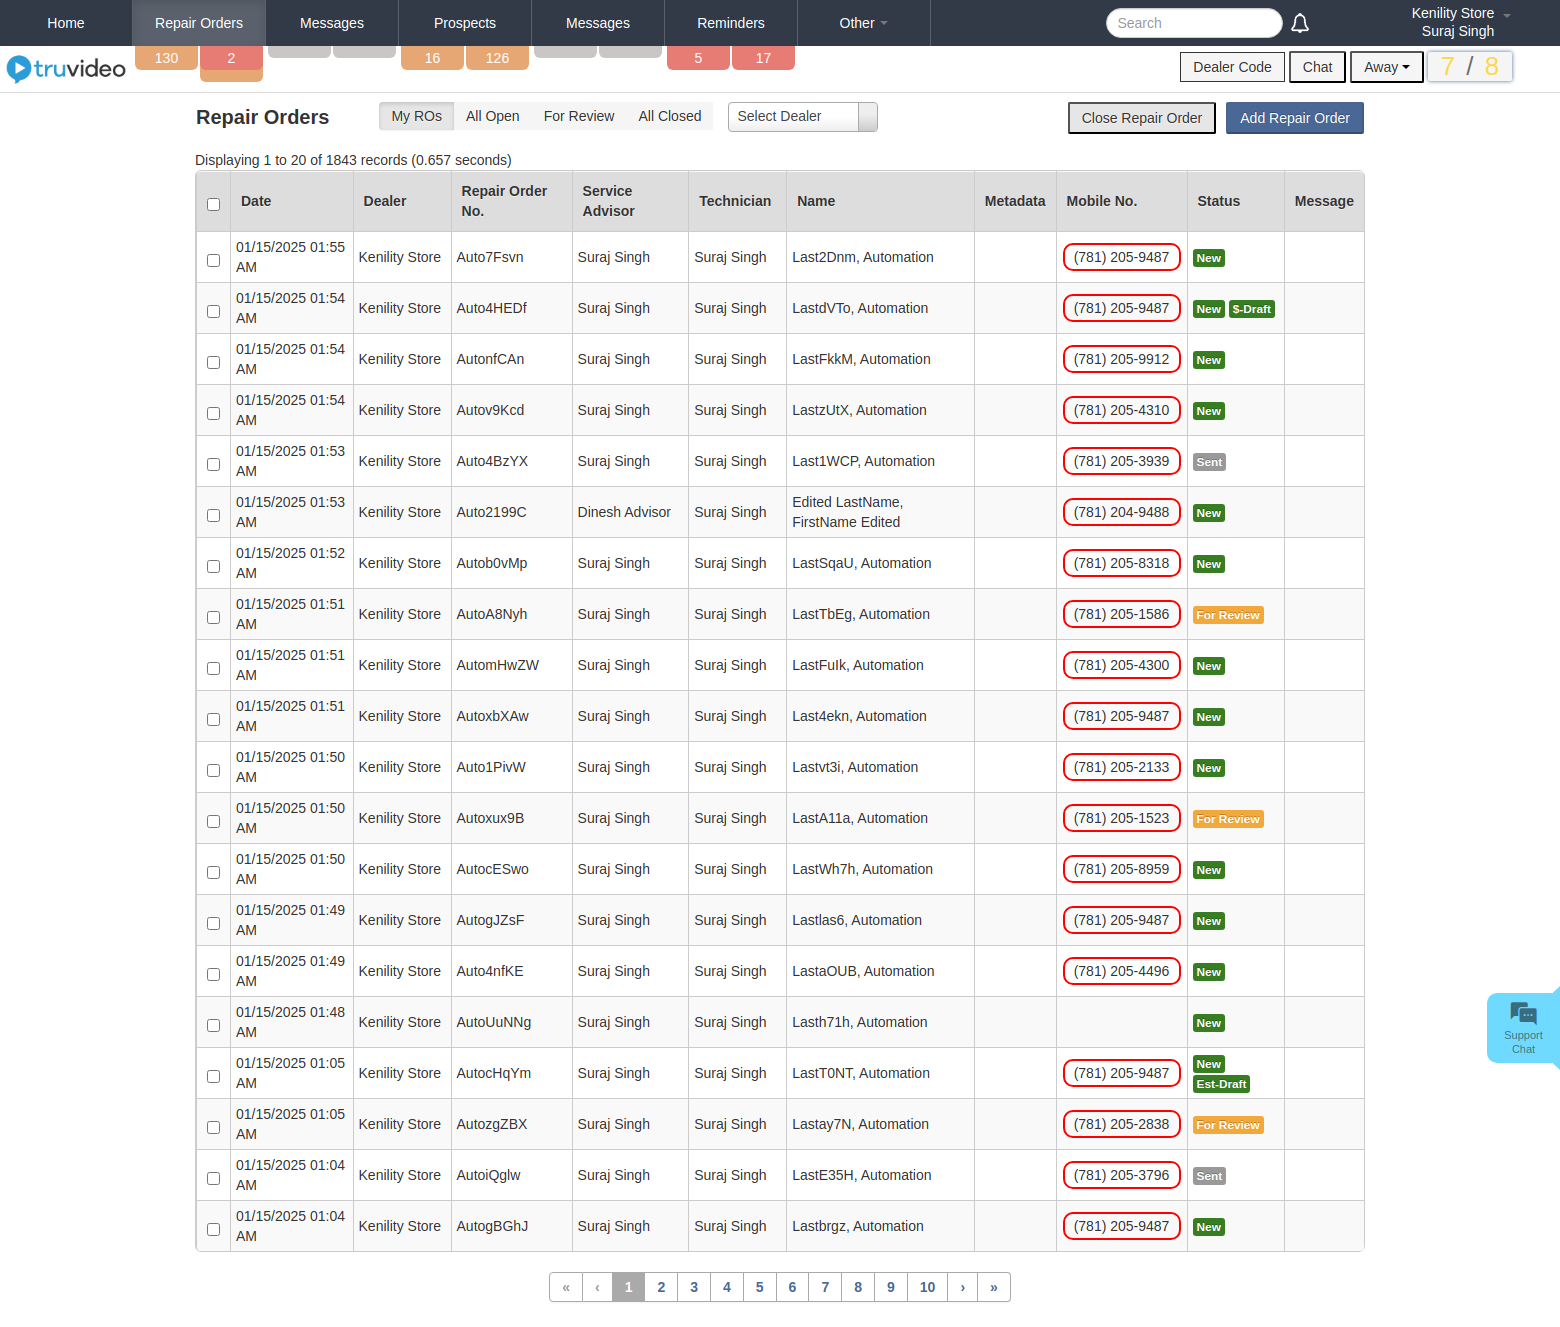 Home Repair Orders Messages Prospects Messages Reminders Other Search Kenility Store
Suraj Singh
truvideo 130 2 16 126 5 17 Dealer Code Chat Away 7 / 8
Repair Orders My ROs All Open For Review All Closed Select Dealer Close Repair Order Add Repair Order
Displaying 1 to 20 of 1843 records (0.657 seconds)
Date Dealer Repair Order No. Service Advisor Technician Name Metadata Mobile No. Status Message
01/15/2025 01:55 AM Kenility Store Auto7Fsvn Suraj Singh Suraj Singh Last2Dnm, Automation (781) 205-9487 New
01/15/2025 01:54 AM Kenility Store Auto4HEDf Suraj Singh Suraj Singh LastdVTo, Automation (781) 205-9487 New $-Draft
01/15/2025 01:54 AM Kenility Store AutonfCAn Suraj Singh Suraj Singh LastFkkM, Automation (781) 205-9912 New
01/15/2025 01:54 AM Kenility Store Autov9Kcd Suraj Singh Suraj Singh LastzUtX, Automation (781) 205-4310 New
01/15/2025 01:53 AM Kenility Store Auto4BzYX Suraj Singh Suraj Singh Last1WCP, Automation (781) 205-3939 Sent
01/15/2025 01:53 AM Kenility Store Auto2199C Dinesh Advisor Suraj Singh Edited LastName, FirstName Edited (781) 204-9488 New
01/15/2025 01:52 AM Kenility Store Autob0vMp Suraj Singh Suraj Singh LastSqaU, Automation (781) 205-8318 New
01/15/2025 01:51 AM Kenility Store AutoA8Nyh Suraj Singh Suraj Singh LastTbEg, Automation (781) 205-1586 For Review
01/15/2025 01:51 AM Kenility Store AutomHwZW Suraj Singh Suraj Singh LastFuIk, Automation (781) 205-4300 New
01/15/2025 01:51 AM Kenility Store AutoxbXAw Suraj Singh Suraj Singh Last4ekn, Automation (781) 205-9487 New
01/15/2025 01:50 AM Kenility Store Auto1PivW Suraj Singh Suraj Singh Lastvt3i, Automation (781) 205-2133 New
01/15/2025 01:50 AM Kenility Store Autoxux9B Suraj Singh Suraj Singh LastA11a, Automation (781) 205-1523 For Review
01/15/2025 01:50 AM Kenility Store AutocESwo Suraj Singh Suraj Singh LastWh7h, Automation (781) 205-8959 New
01/15/2025 01:49 AM Kenility Store AutogJZsF Suraj Singh Suraj Singh Lastlas6, Automation (781) 205-9487 New
01/15/2025 01:49 AM Kenility Store Auto4nfKE Suraj Singh Suraj Singh LastaOUB, Automation (781) 205-4496 New
01/15/2025 01:48 AM Kenility Store AutoUuNNg Suraj Singh Suraj Singh Lasth71h, Automation New
01/15/2025 01:05 AM Kenility Store AutocHqYm Suraj Singh Suraj Singh LastT0NT, Automation (781) 205-9487 New Est-Draft
01/15/2025 01:05 AM Kenility Store AutozgZBX Suraj Singh Suraj Singh Lastay7N, Automation (781) 205-2838 For Review
01/15/2025 01:04 AM Kenility Store AutoiQglw Suraj Singh Suraj Singh LastE35H, Automation (781) 205-3796 Sent
01/15/2025 01:04 AM Kenility Store AutogBGhJ Suraj Singh Suraj Singh Lastbrgz, Automation (781) 205-9487 New
Support
Chat
« ‹ 1 2 3 4 5 6 7 8 9 10 › »